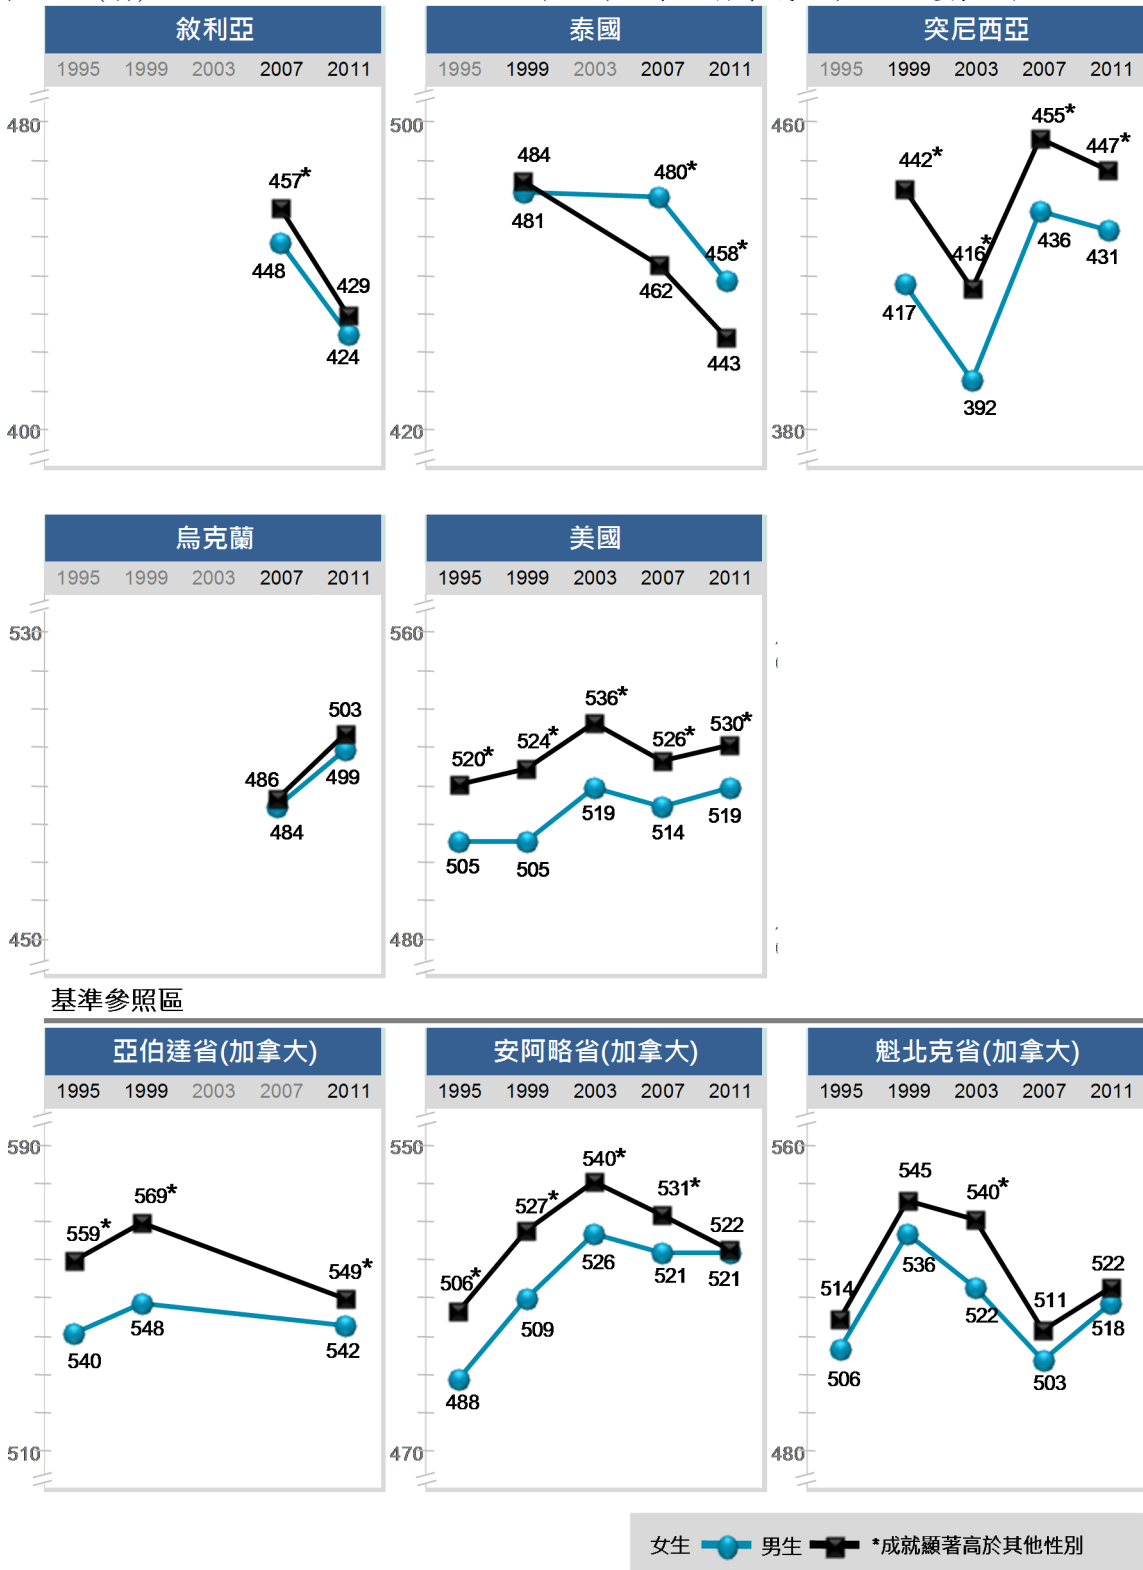 敘利亞 泰國 突尼西亞
1995 1999 2003 2007 2011 1995 1999 2003 2007 2011 1995 1999 2003 2007 2011
480 457* 448 429 424 400
500 484 481 480* 462 458* 443 420
460 442* 417 416* 392 455* 436 447* 431 380
烏克蘭 美國
1995 1999 2003 2007 2011 1995 1999 2003 2007 2011
530 486 484 503 499 450
560 520* 505 524* 505 536* 519 526* 514 530* 519 480
基準參照區
亞伯達省(加拿大) 安阿略省(加拿大) 魁北克省(加拿大)
1995 1999 2003 2007 2011 1995 1999 2003 2007 2011 1995 1999 2003 2007 2011
590 559* 540 569* 548 549* 542 510
550 506* 488 527* 509 540* 526 531* 521 522 521 470
560 514 506 545 536 540* 522 511 503 522 518 480
女生 男生 *成就顯著高於其他性別